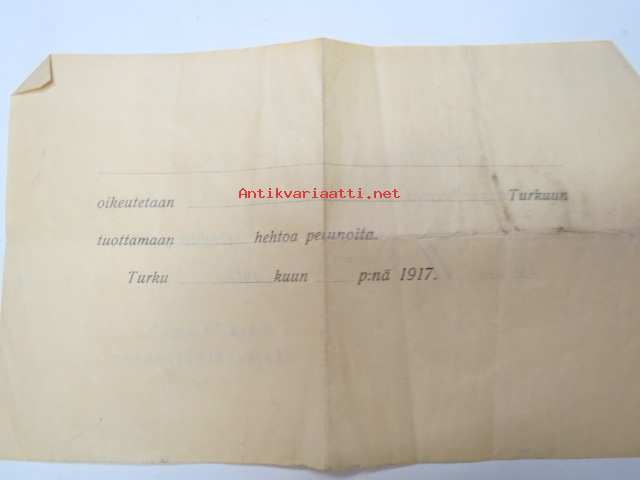 Antikvariaatti.net
oikeutetaan Turkuun
tuottamaan hehtoa perunoita.
Turku kuun p:nä 1917.